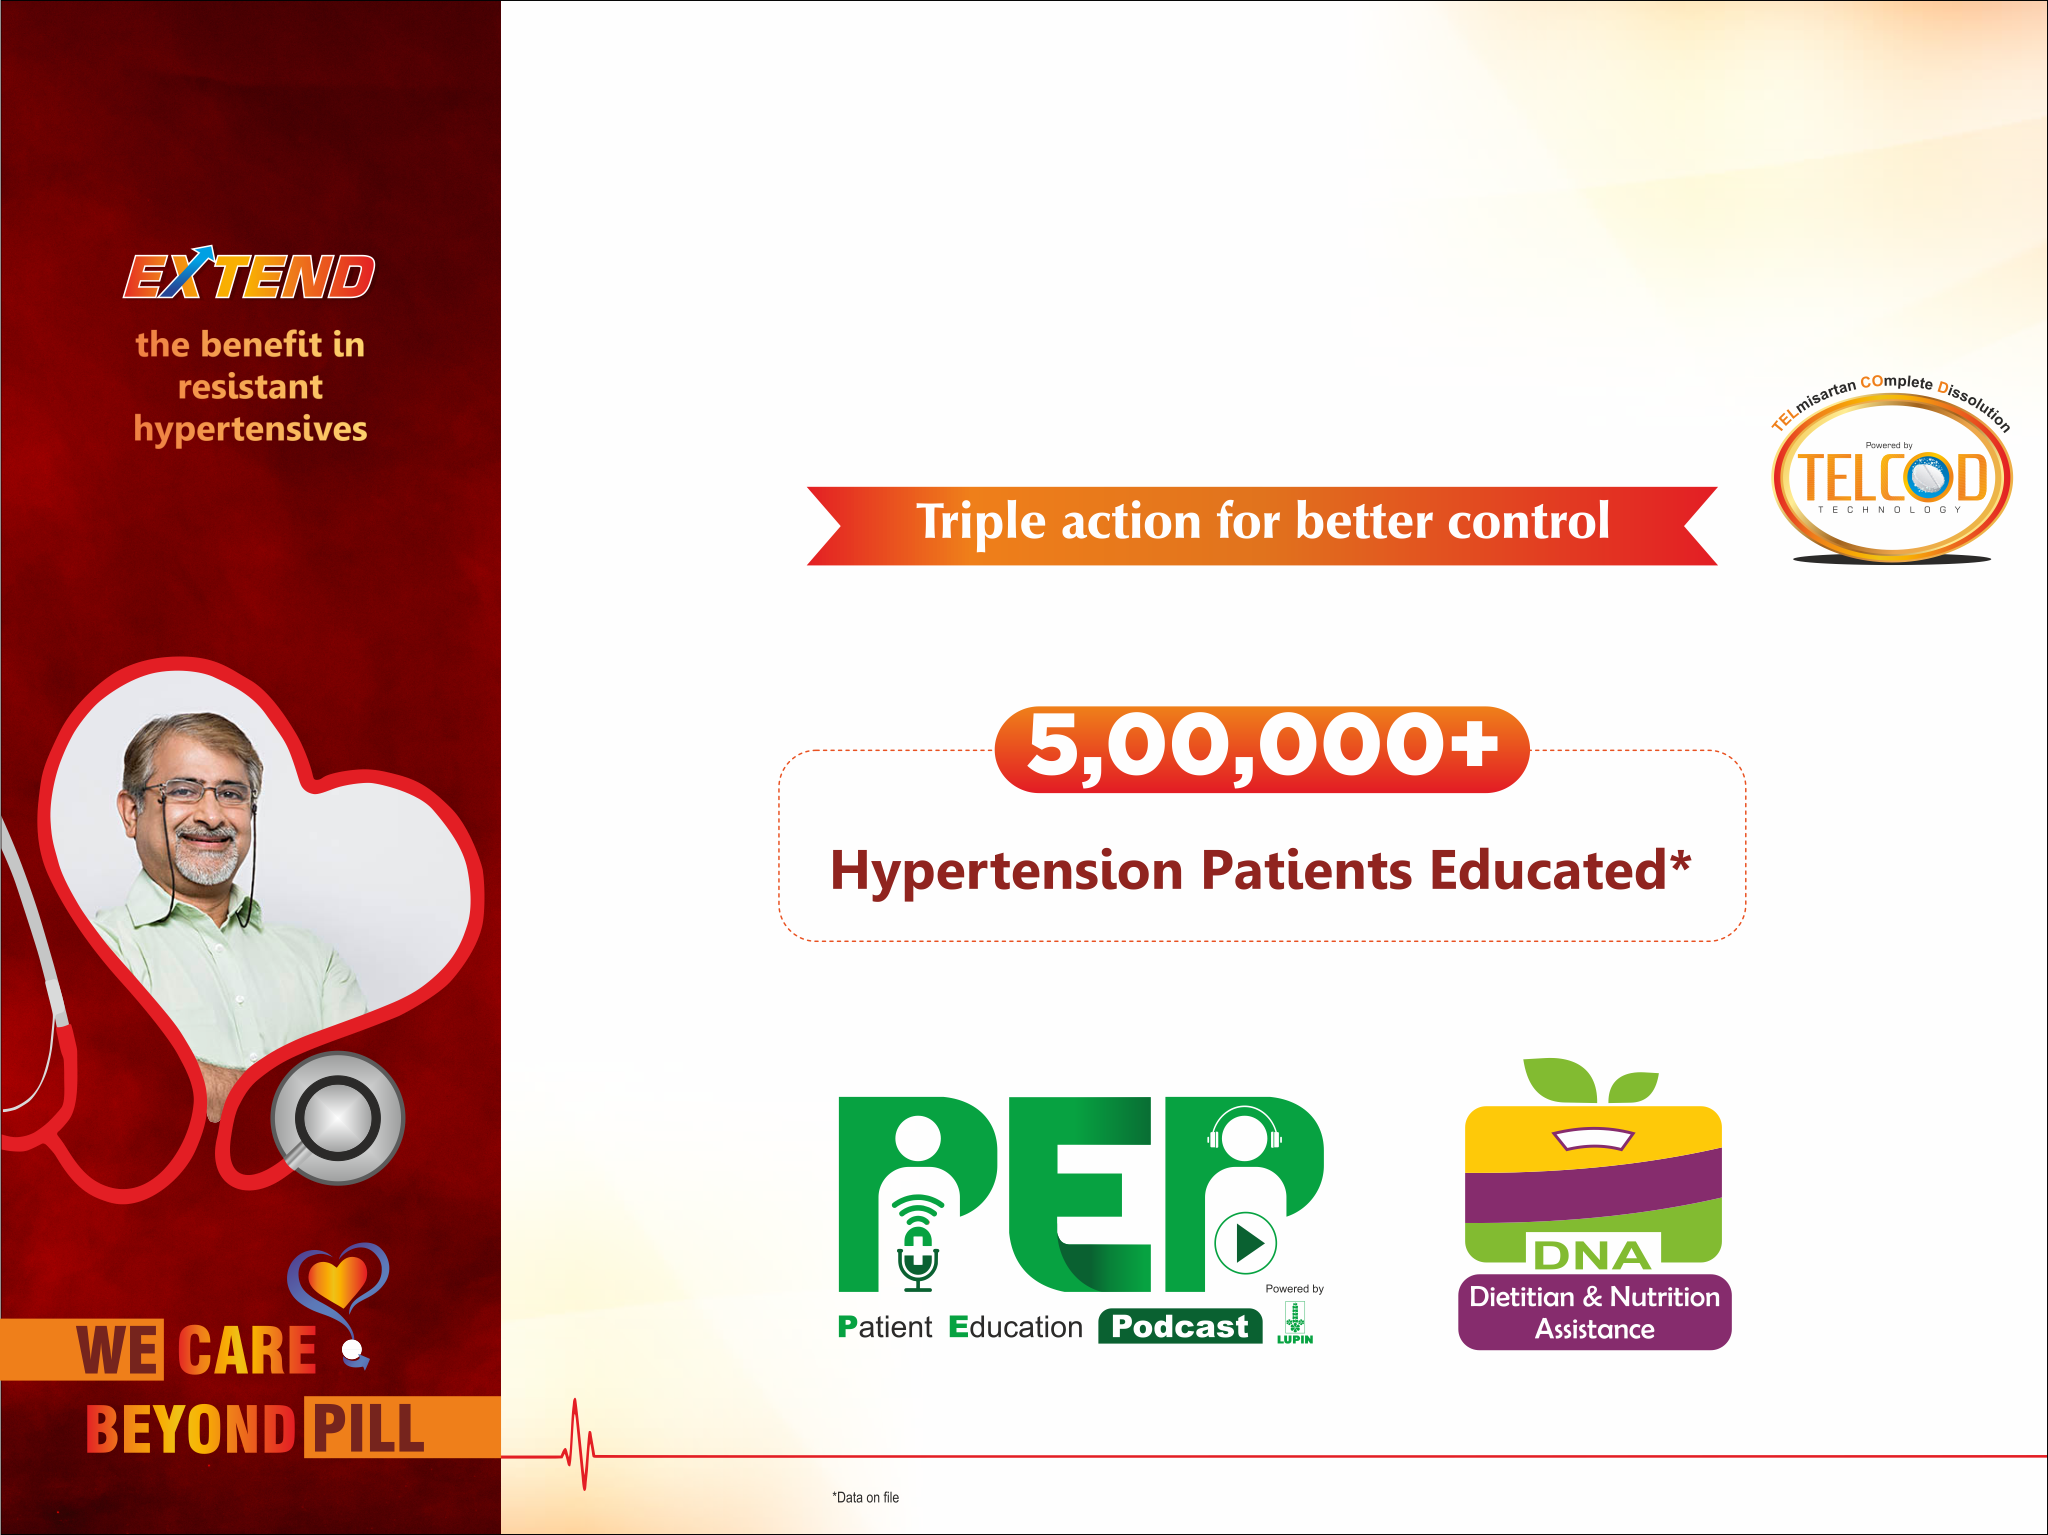 EXTEND
the benefit in
resistant
hypertensives
WE CARE
BEYOND PILL
TELmisartan COmplete Dissolution
Powered by
TELCOD
TECHNOLOGY
Triple action for better control
5,00,000+
Hypertension Patients Educated*
PEP
Patient Education Podcast
Powered by
LUPIN
DNA
Dietitian & Nutrition
Assistance
*Data on file